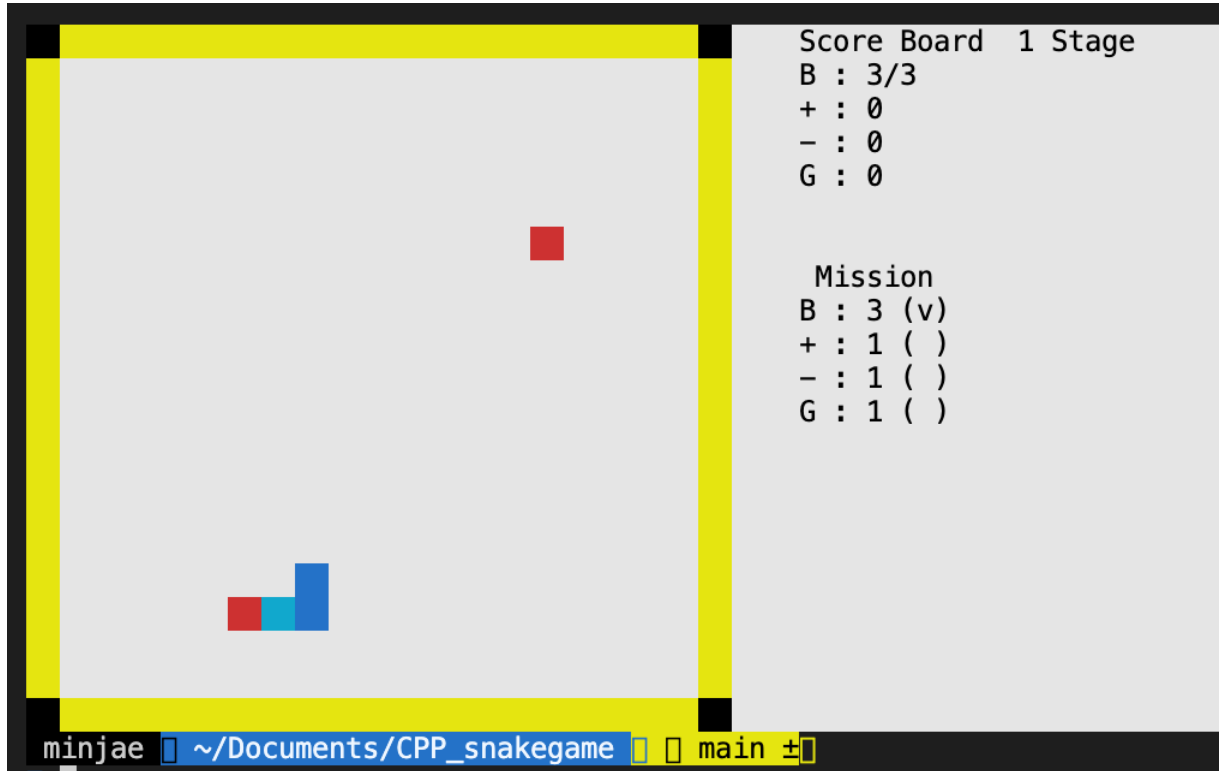 Score Board  1 Stage
B : 3/3
+ : 0
- : 0
G : 0
Mission
B : 3 (v)
+ : 1 ( )
- : 1 ( )
G : 1 ( )
minjae ~/Documents/CPP_snakegame main ±